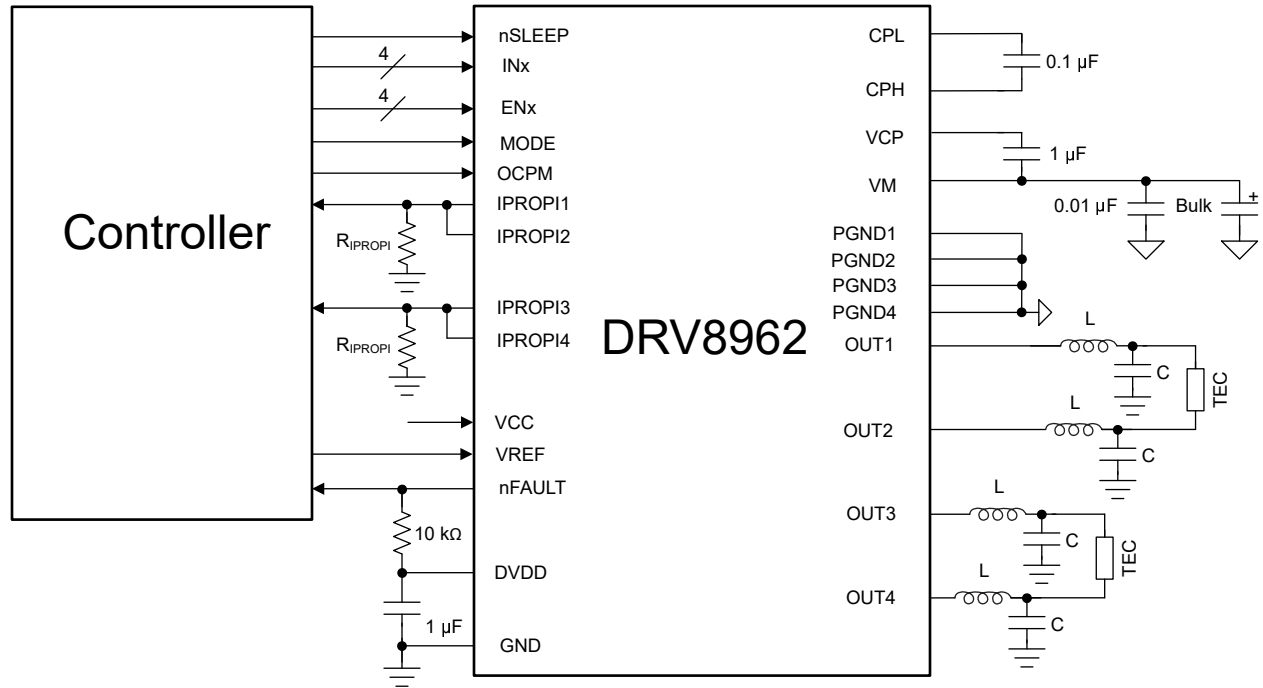 Controller
DRV8962
nSLEEP
4
INx
4
ENx
MODE
OCPM
IPROPI1
IPROPI2
RIPROPI
IPROPI3
IPROPI4
RIPROPI
VCC
VREF
nFAULT
10 kΩ
DVDD
1 µF
GND
CPL
0.1 µF
CPH
VCP
1 µF
VM
0.01 µF
Bulk
+
PGND1
PGND2
PGND3
PGND4
OUT1
L
C
TEC
OUT2
L
C
OUT3
L
C
TEC
OUT4
L
C